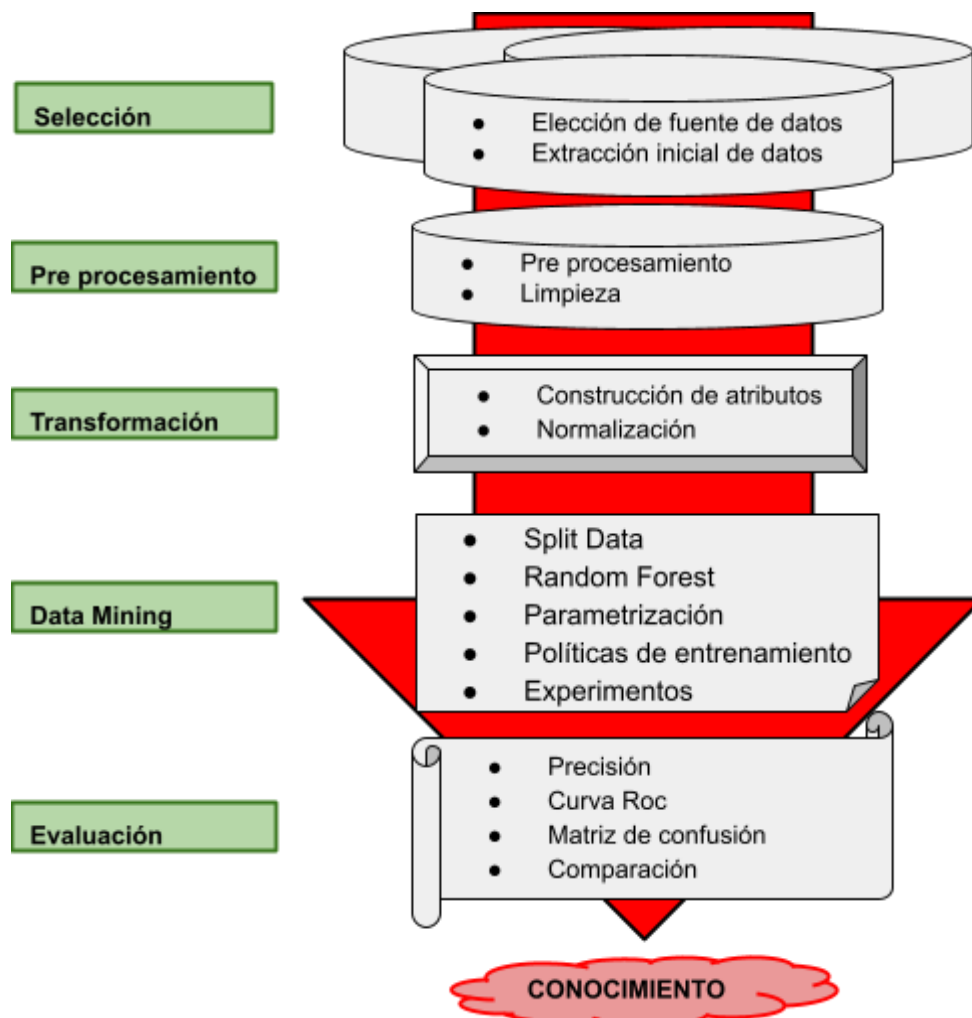 Selección
Elección de fuente de datos
Extracción inicial de datos
Pre procesamiento
Pre procesamiento
Limpieza
Transformación
Construcción de atributos
Normalización
Data Mining
Split Data
Random Forest
Parametrización
Políticas de entrenamiento
Experimentos
Evaluación
Precisión
Curva Roc
Matriz de confusión
Comparación
CONOCIMIENTO